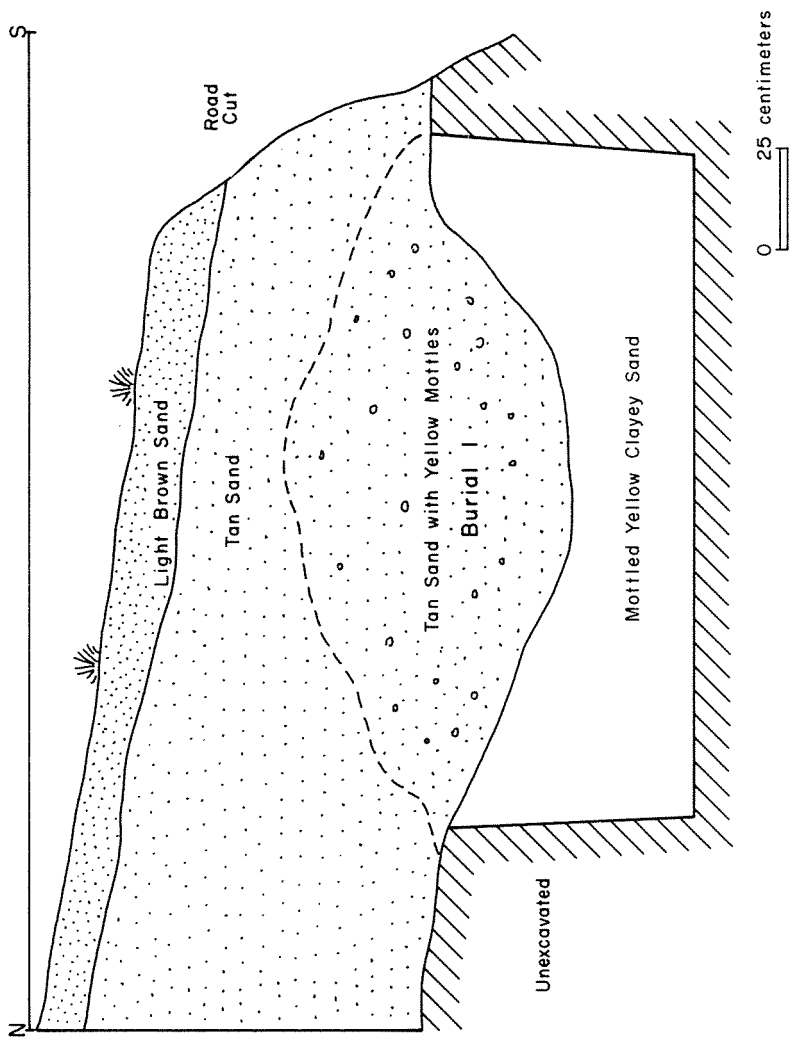 N
S
Road
Cut
Light Brown Sand
Tan Sand
Tan Sand with Yellow Mottles
Burial 1
Mottled Yellow Clayey Sand
Unexcavated
0 25 centimeters